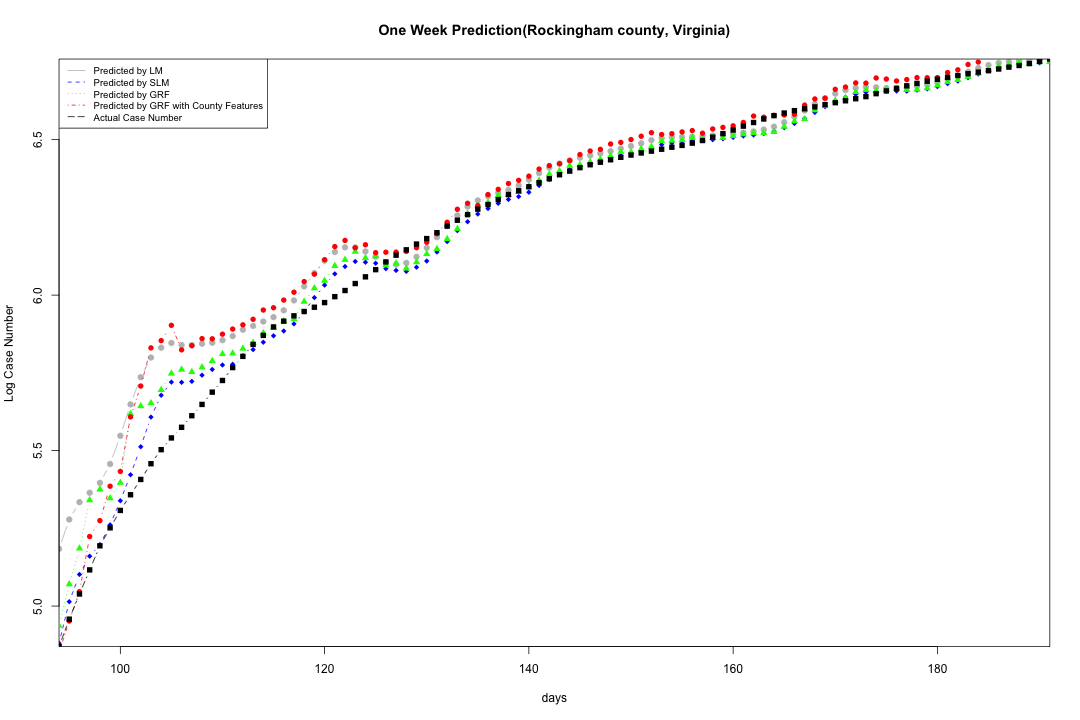 One Week Prediction(Rockingham county, Virginia)
Predicted by LM
Predicted by SLM
Predicted by GRF
Predicted by GRF with County Features
Actual Case Number
Log Case Number
6.5
6.0
5.5
5.0
100 120 140 160 180
days